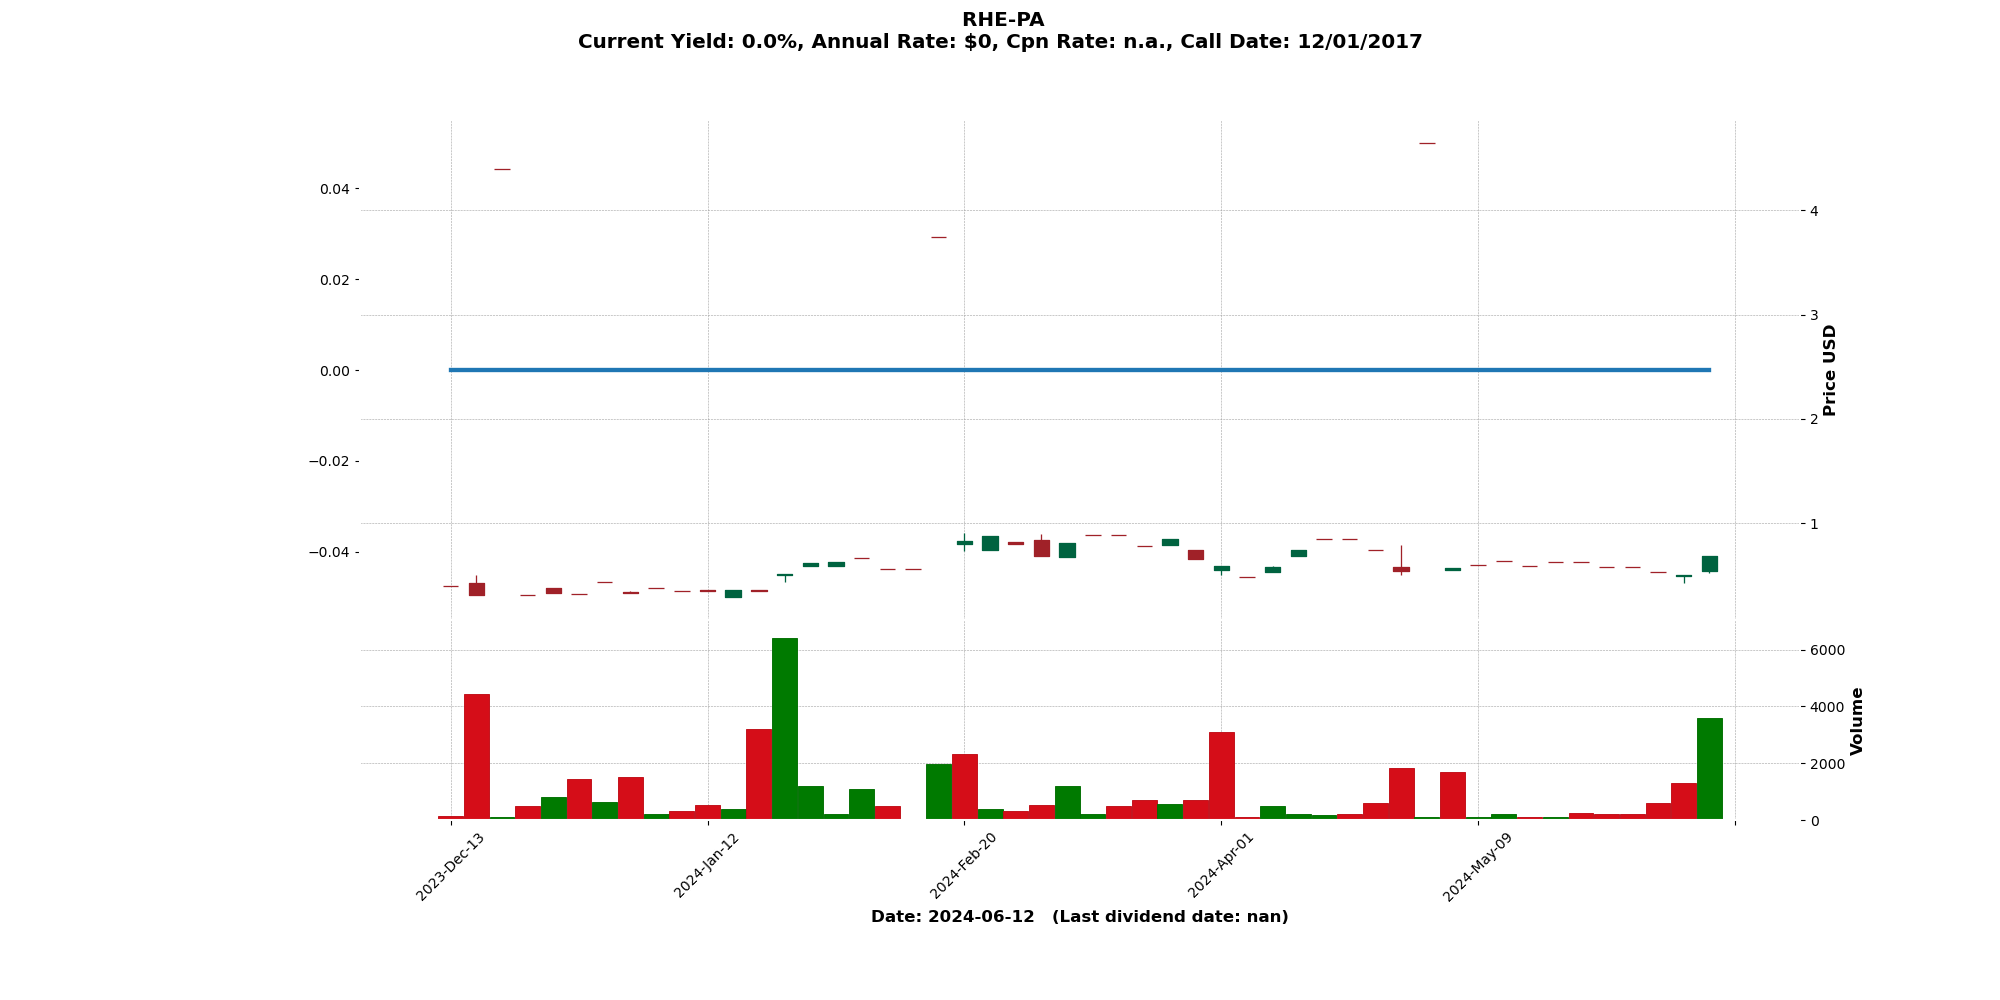 RHE-PA
Current Yield: 0.0%, Annual Rate: $0, Cpn Rate: n.a., Call Date: 12/01/2017
0.04
0.02
0.00
−0.02
−0.04
4
3
2
1
Price USD
6000
4000
2000
0
Volume
2023-Dec-13
2024-Jan-12
2024-Feb-20
2024-Apr-01
2024-May-09
Date: 2024-06-12 (Last dividend date: nan)